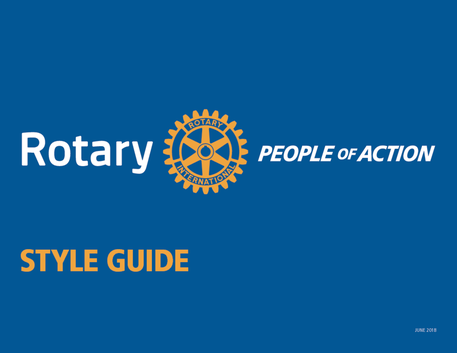 Rotary
ROTARY
INTERNATIONAL
PEOPLE OF ACTION
STYLE GUIDE
JUNE 2018